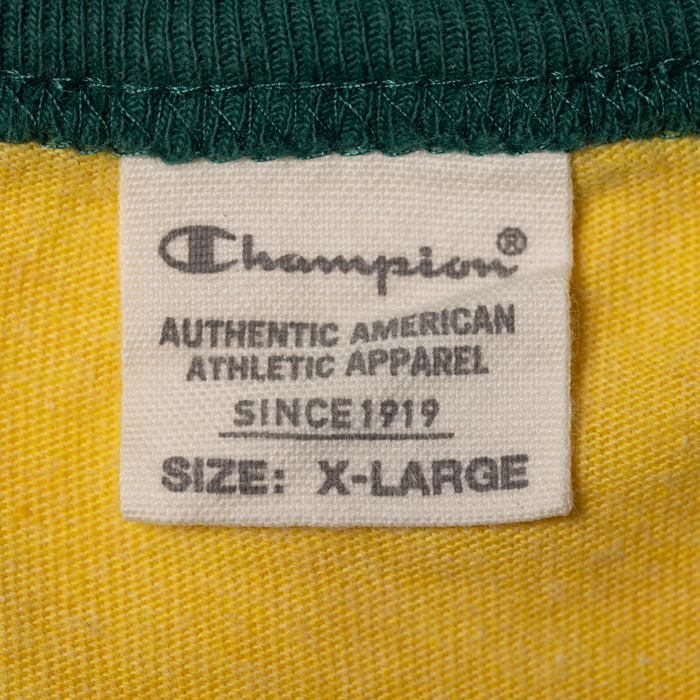 Champion®
AUTHENTIC AMERICAN
ATHLETIC APPAREL
SINCE 1919
SIZE: X-LARGE